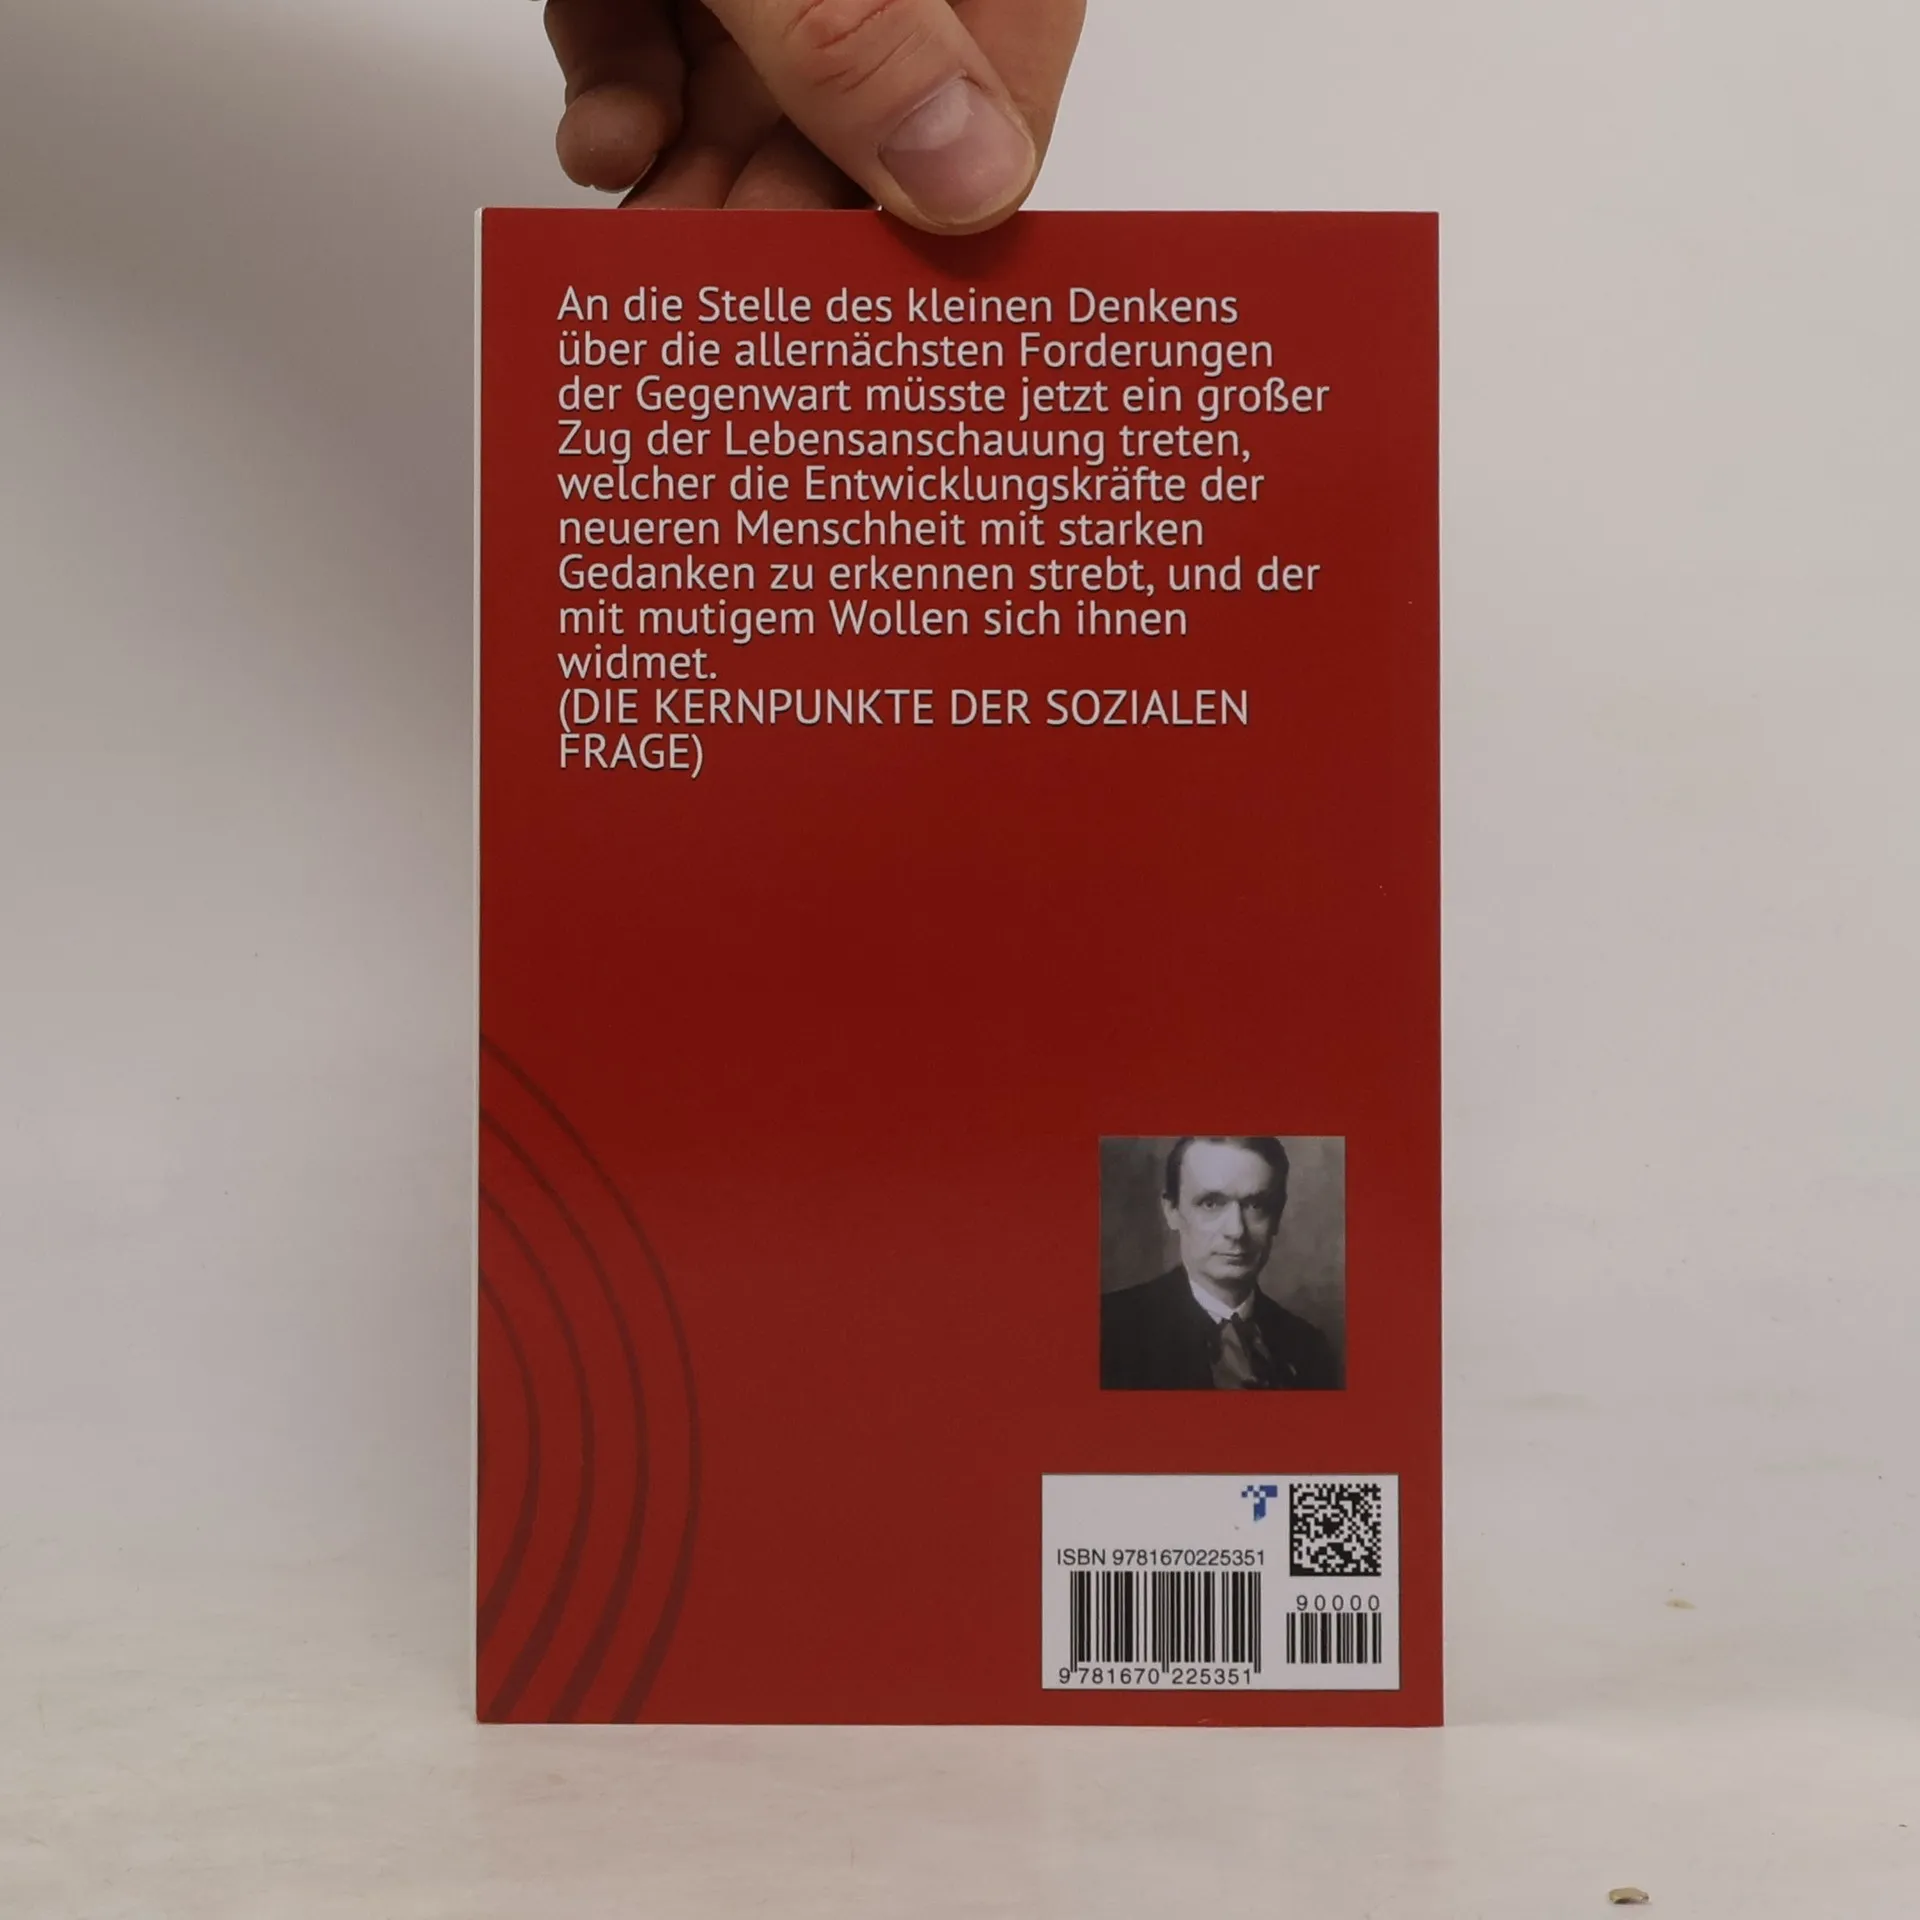 An die Stelle des kleinen Denkens
über die allernächsten Forderungen
der Gegenwart müsste jetzt ein großer
Zug der Lebensanschauung treten,
welcher die Entwicklungskräfte der
neueren Menschheit mit starken
Gedanken zu erkennen strebt, und der
mit mutigem Wollen sich ihnen
widmet.
(DIE KERNPUNKTE DER SOZIALEN
FRAGE)
ISBN 9781670225351
90000
9 781670 225351